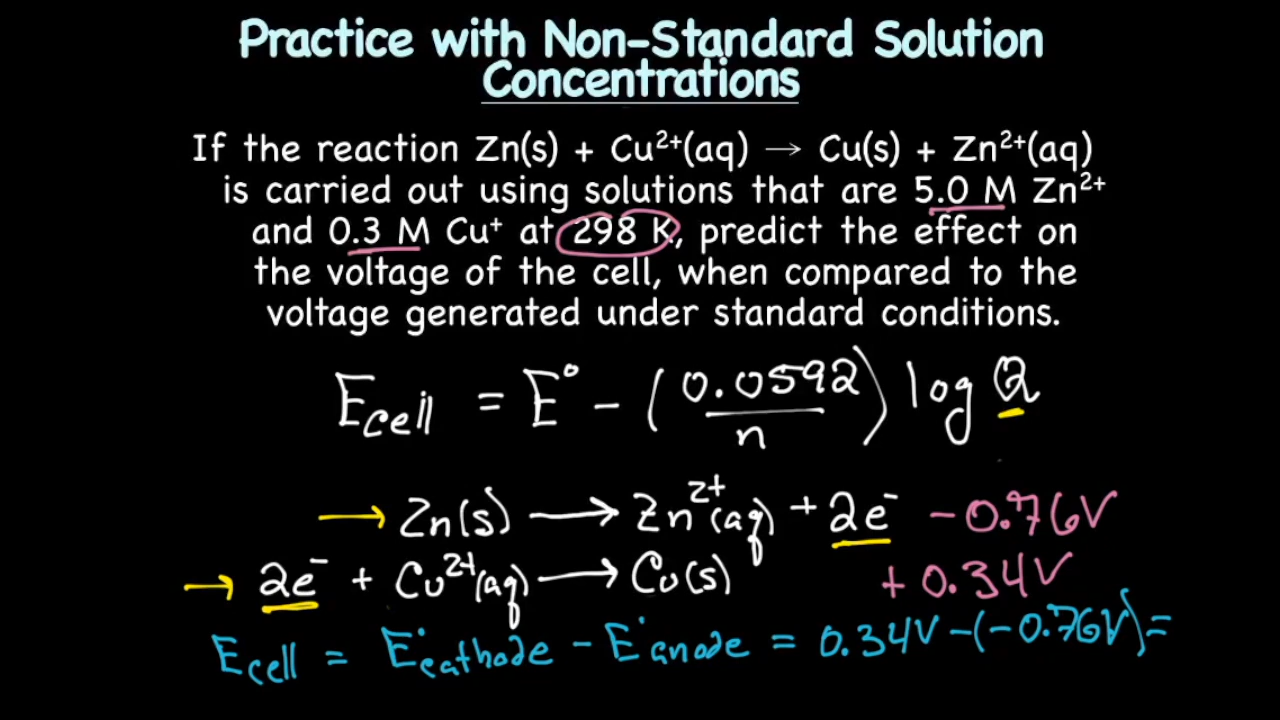 Practice with Non-Standard Solution
Concentrations
If the reaction Zn(s) + Cu²⁺(aq) → Cu(s) + Zn²⁺(aq)
is carried out using solutions that are 5.0 M Zn²⁺
and 0.3 M Cu⁺ at 298 K, predict the effect on
the voltage of the cell, when compared to the
voltage generated under standard conditions.
Ecell = E° - (0.0592/n) log Q
→ Zn(s) → Zn²⁺(aq) + 2e⁻ -0.76V
→ 2e⁻ + Cu²⁺(aq) → Cu(s) +0.34V
Ecell = E°cathode - E°anode = 0.34V -(-0.76V) =